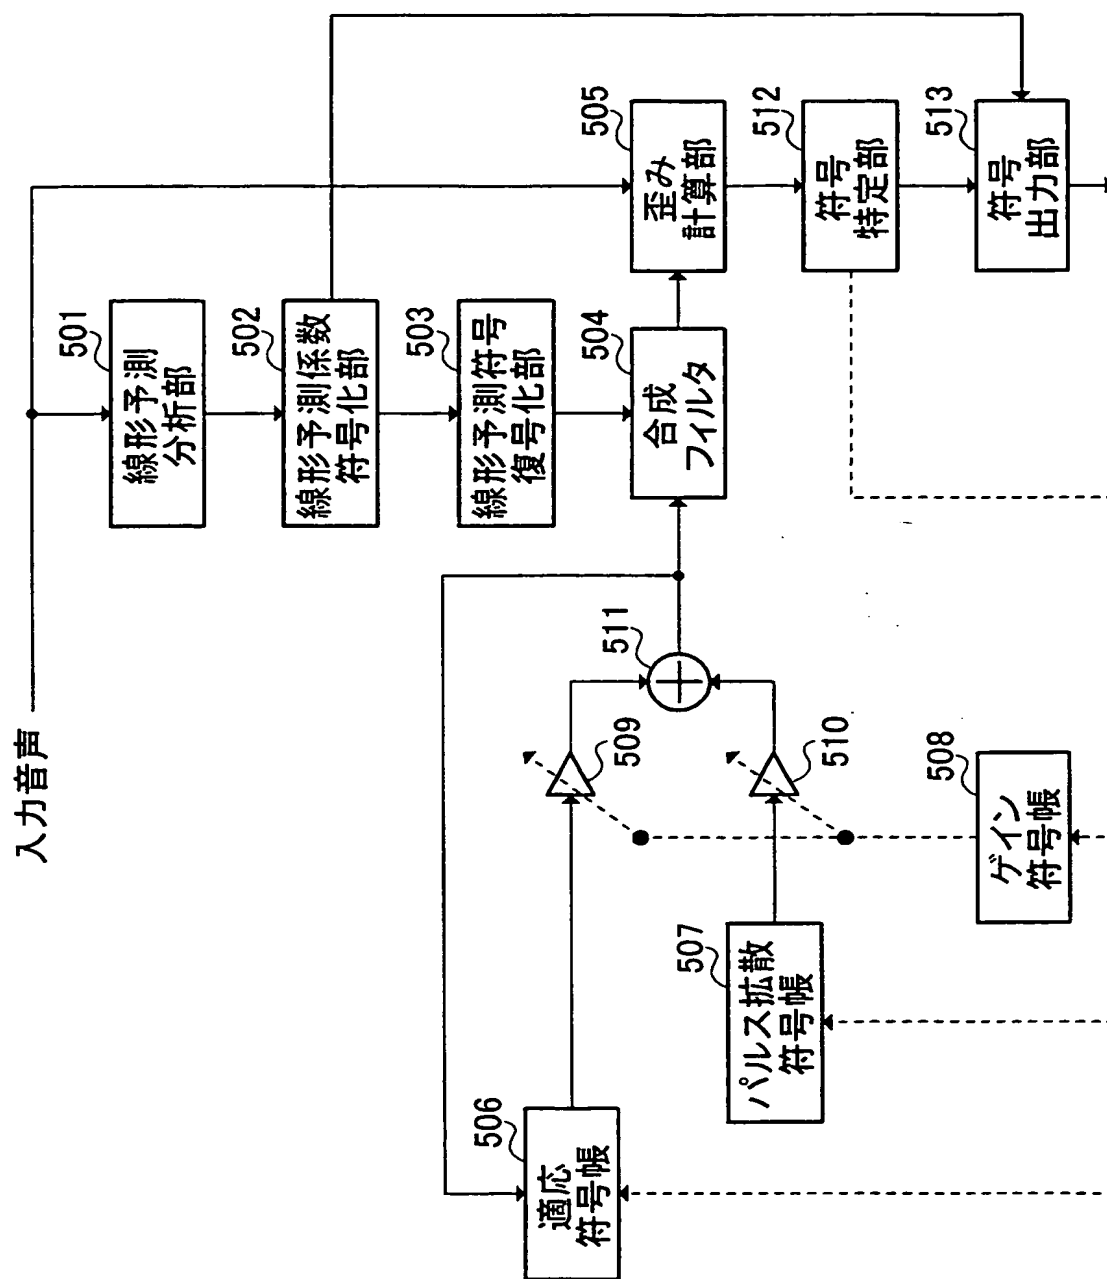 入力音声
501
線形予測
分析部
502
線形予測係数
符号化部
503
線形予測符号
復号化部
504
合成
フィルタ
505
歪み
計算部
512
符号
特定部
513
符号
出力部
506
適応
符号帳
507
パルス拡散
符号帳
508
ゲイン
符号帳
509
510
511